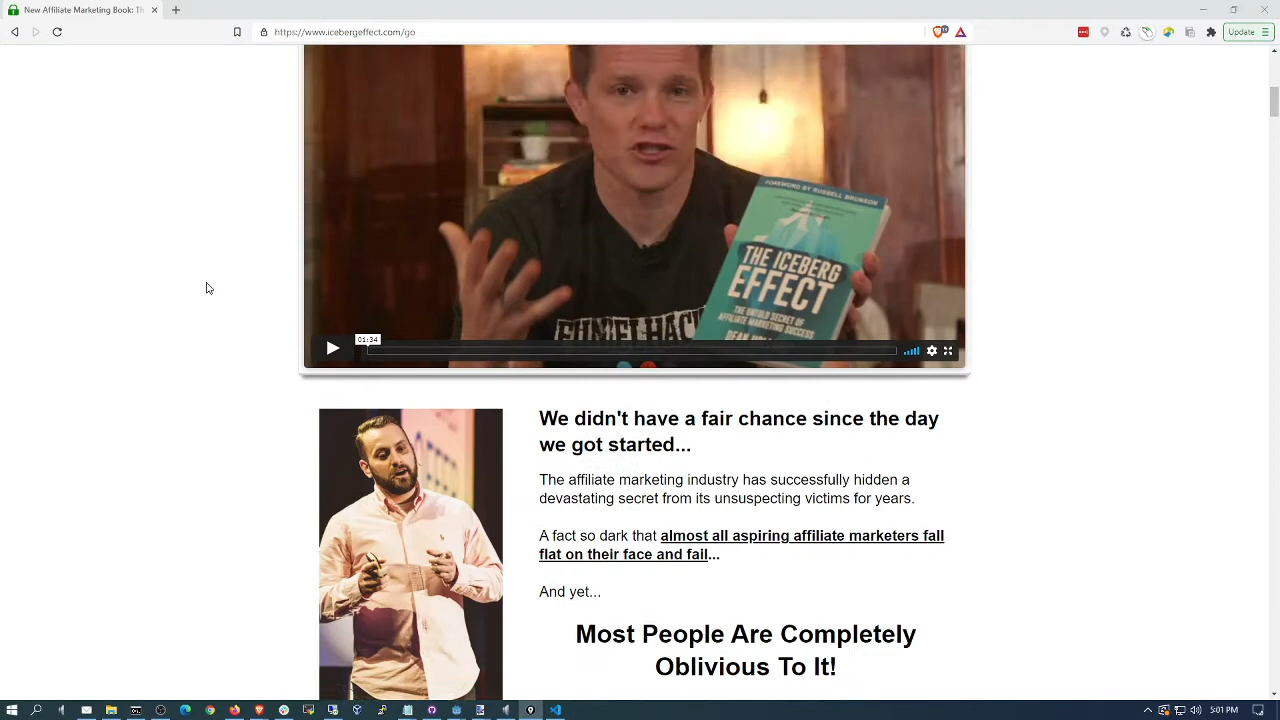 New Affiliate Marketing Book: Th
https://www.icebergeffect.com/go
Update
FOREWORD BY RUSSELL BRUNSON
THE ICEBERG
EFFECT
THE UNTOLD SECRET OF
AFFILIATE MARKETING SUCCESS
DEAN
01:34
We didn't have a fair chance since the day
we got started...
The affiliate marketing industry has successfully hidden a
devastating secret from its unsuspecting victims for years.
A fact so dark that almost all aspiring affiliate marketers fall
flat on their face and fail...
And yet...
Most People Are Completely
Oblivious To It!
5:01 PM